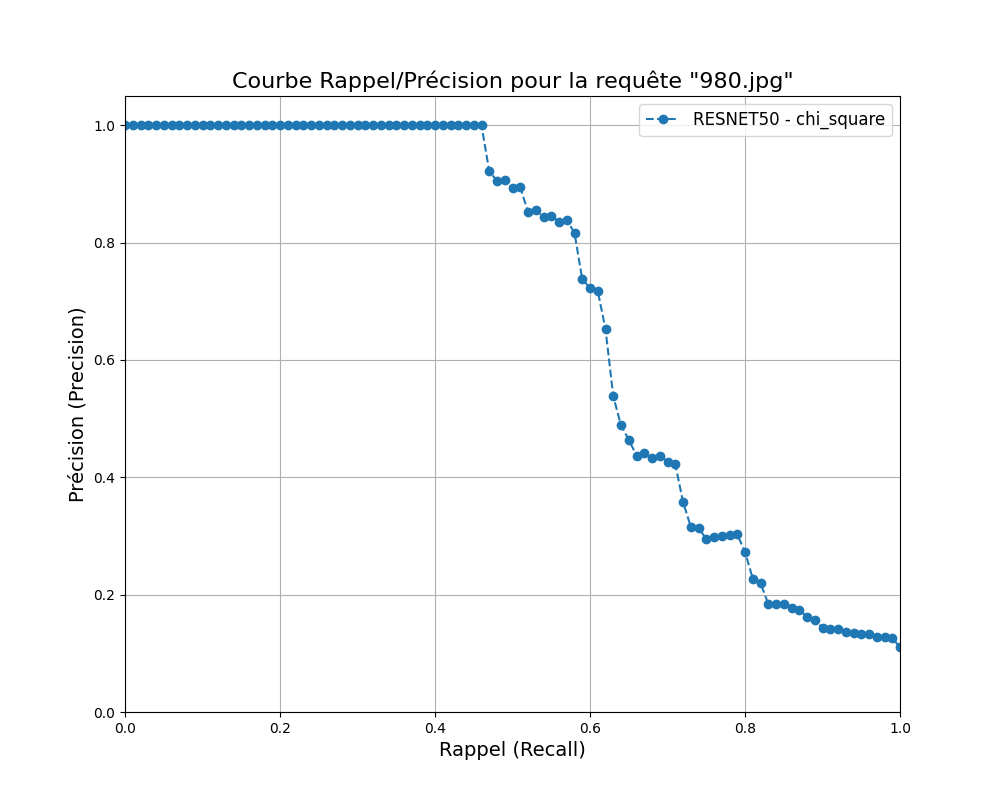 Courbe Rappel/Précision pour la requête "980.jpg"
RESNET50 - chi_square
1.0
0.8
0.6
0.4
0.2
0.0
Précision (Precision)
0.0 0.2 0.4 0.6 0.8 1.0
Rappel (Recall)